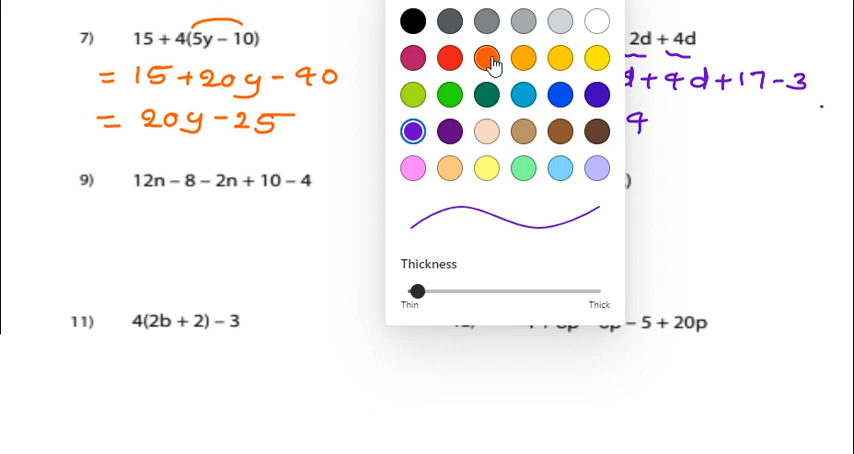 7) 15 + 4(5y – 10)
= 15 + 20y - 40
= 20y - 25
2d + 4d
d + 4d + 17 - 3
4
9) 12n – 8 – 2n + 10 – 4
)
Thickness
Thin Thick
11) 4(2b + 2) – 3
– 5 + 20p